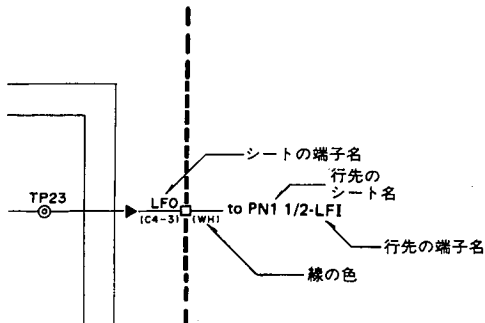 シートの端子名
行先の
シート名
TP23
LFO
(C4-3)
(WH)
to PN1 1/2-LFI
行先の端子名
線の色